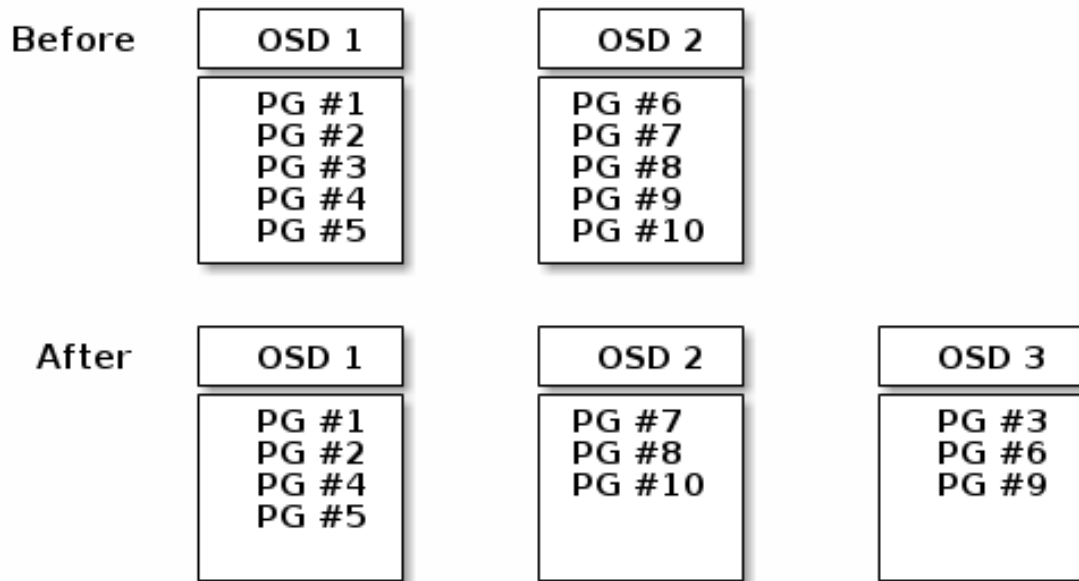 Before
OSD 1
OSD 2
PG #1
PG #2
PG #3
PG #4
PG #5
PG #6
PG #7
PG #8
PG #9
PG #10
After
OSD 1
OSD 2
OSD 3
PG #1
PG #2
PG #4
PG #5
PG #7
PG #8
PG #10
PG #3
PG #6
PG #9